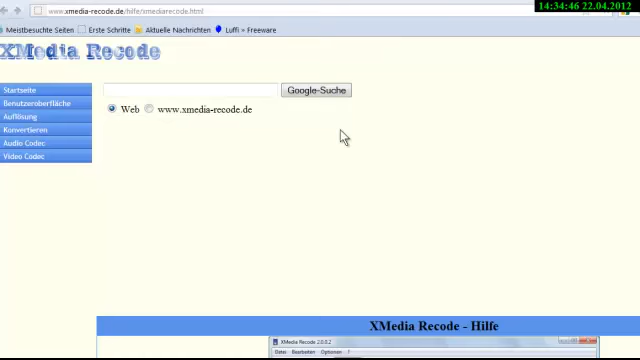 14:34:46 22.04.2012
www.xmedia-recode.de/hilfe/xmediarecode.html
Meistbesuchte Seiten Erste Schritte Aktuelle Nachrichten Luffi = Freeware
XMedia Recode
Startseite
Google-Suche
Benutzeroberfläche
Web www.xmedia-recode.de
Auflösung
Konvertieren
Audio Codec
Video Codec
XMedia Recode - Hilfe
XMedia Recode 2.0.0.2
Datei Bearbeiten Optionen ?